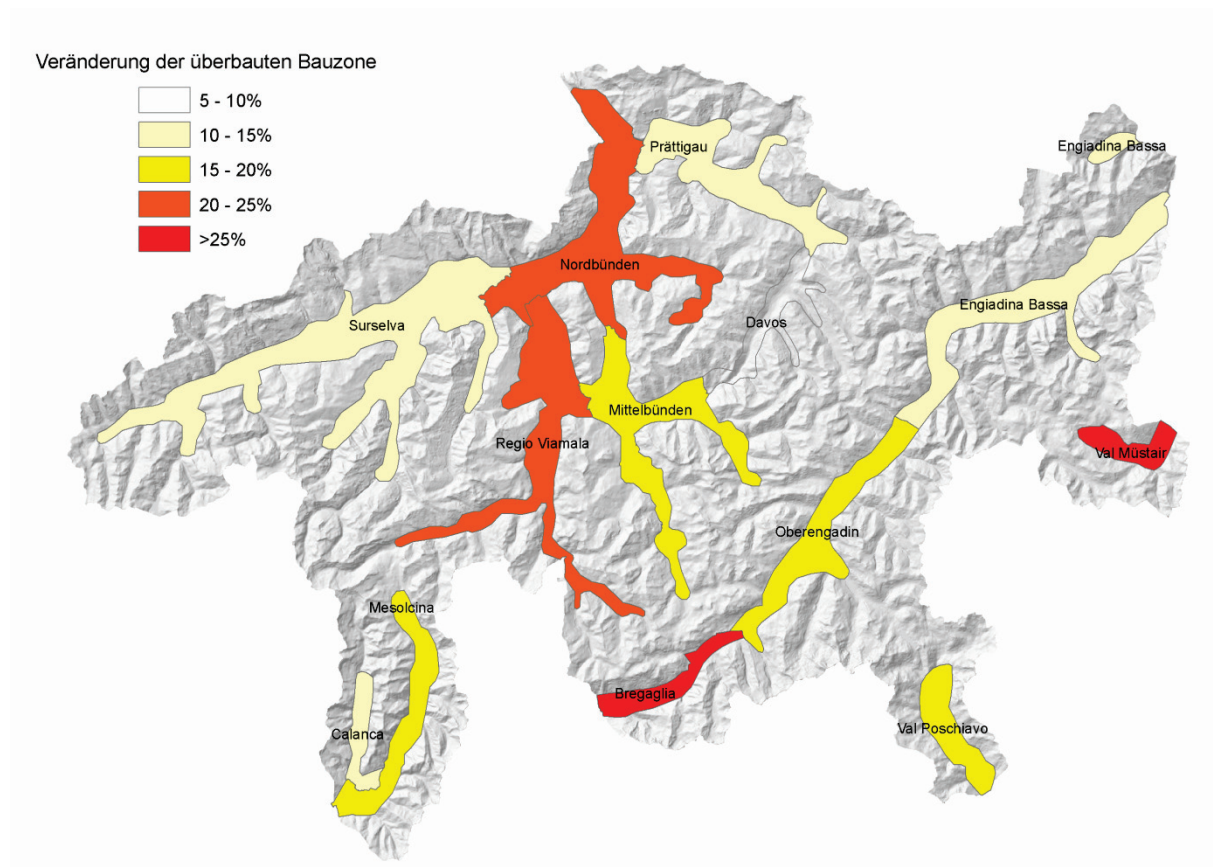 Veränderung der überbauten Bauzone
5 - 10%
10 - 15%
15 - 20%
20 - 25%
>25%
Prättigau
Engiadina Bassa
Nordbünden
Engiadina Bassa
Surselva
Davos
Mittelbünden
Regio Viamala
Val Müstair
Oberengadin
Mesolcina
Bregaglia
Calanca
Val Poschiavo